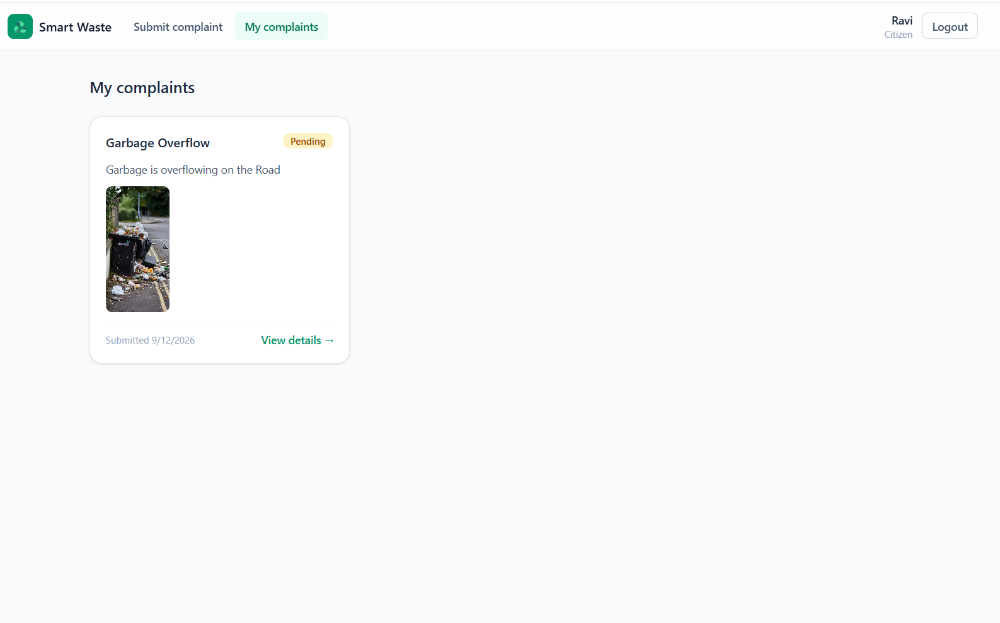 Smart Waste
Submit complaint
My complaints
Ravi
Citizen
Logout
My complaints
Garbage Overflow
Pending
Garbage is overflowing on the Road
Submitted 9/12/2026
View details →